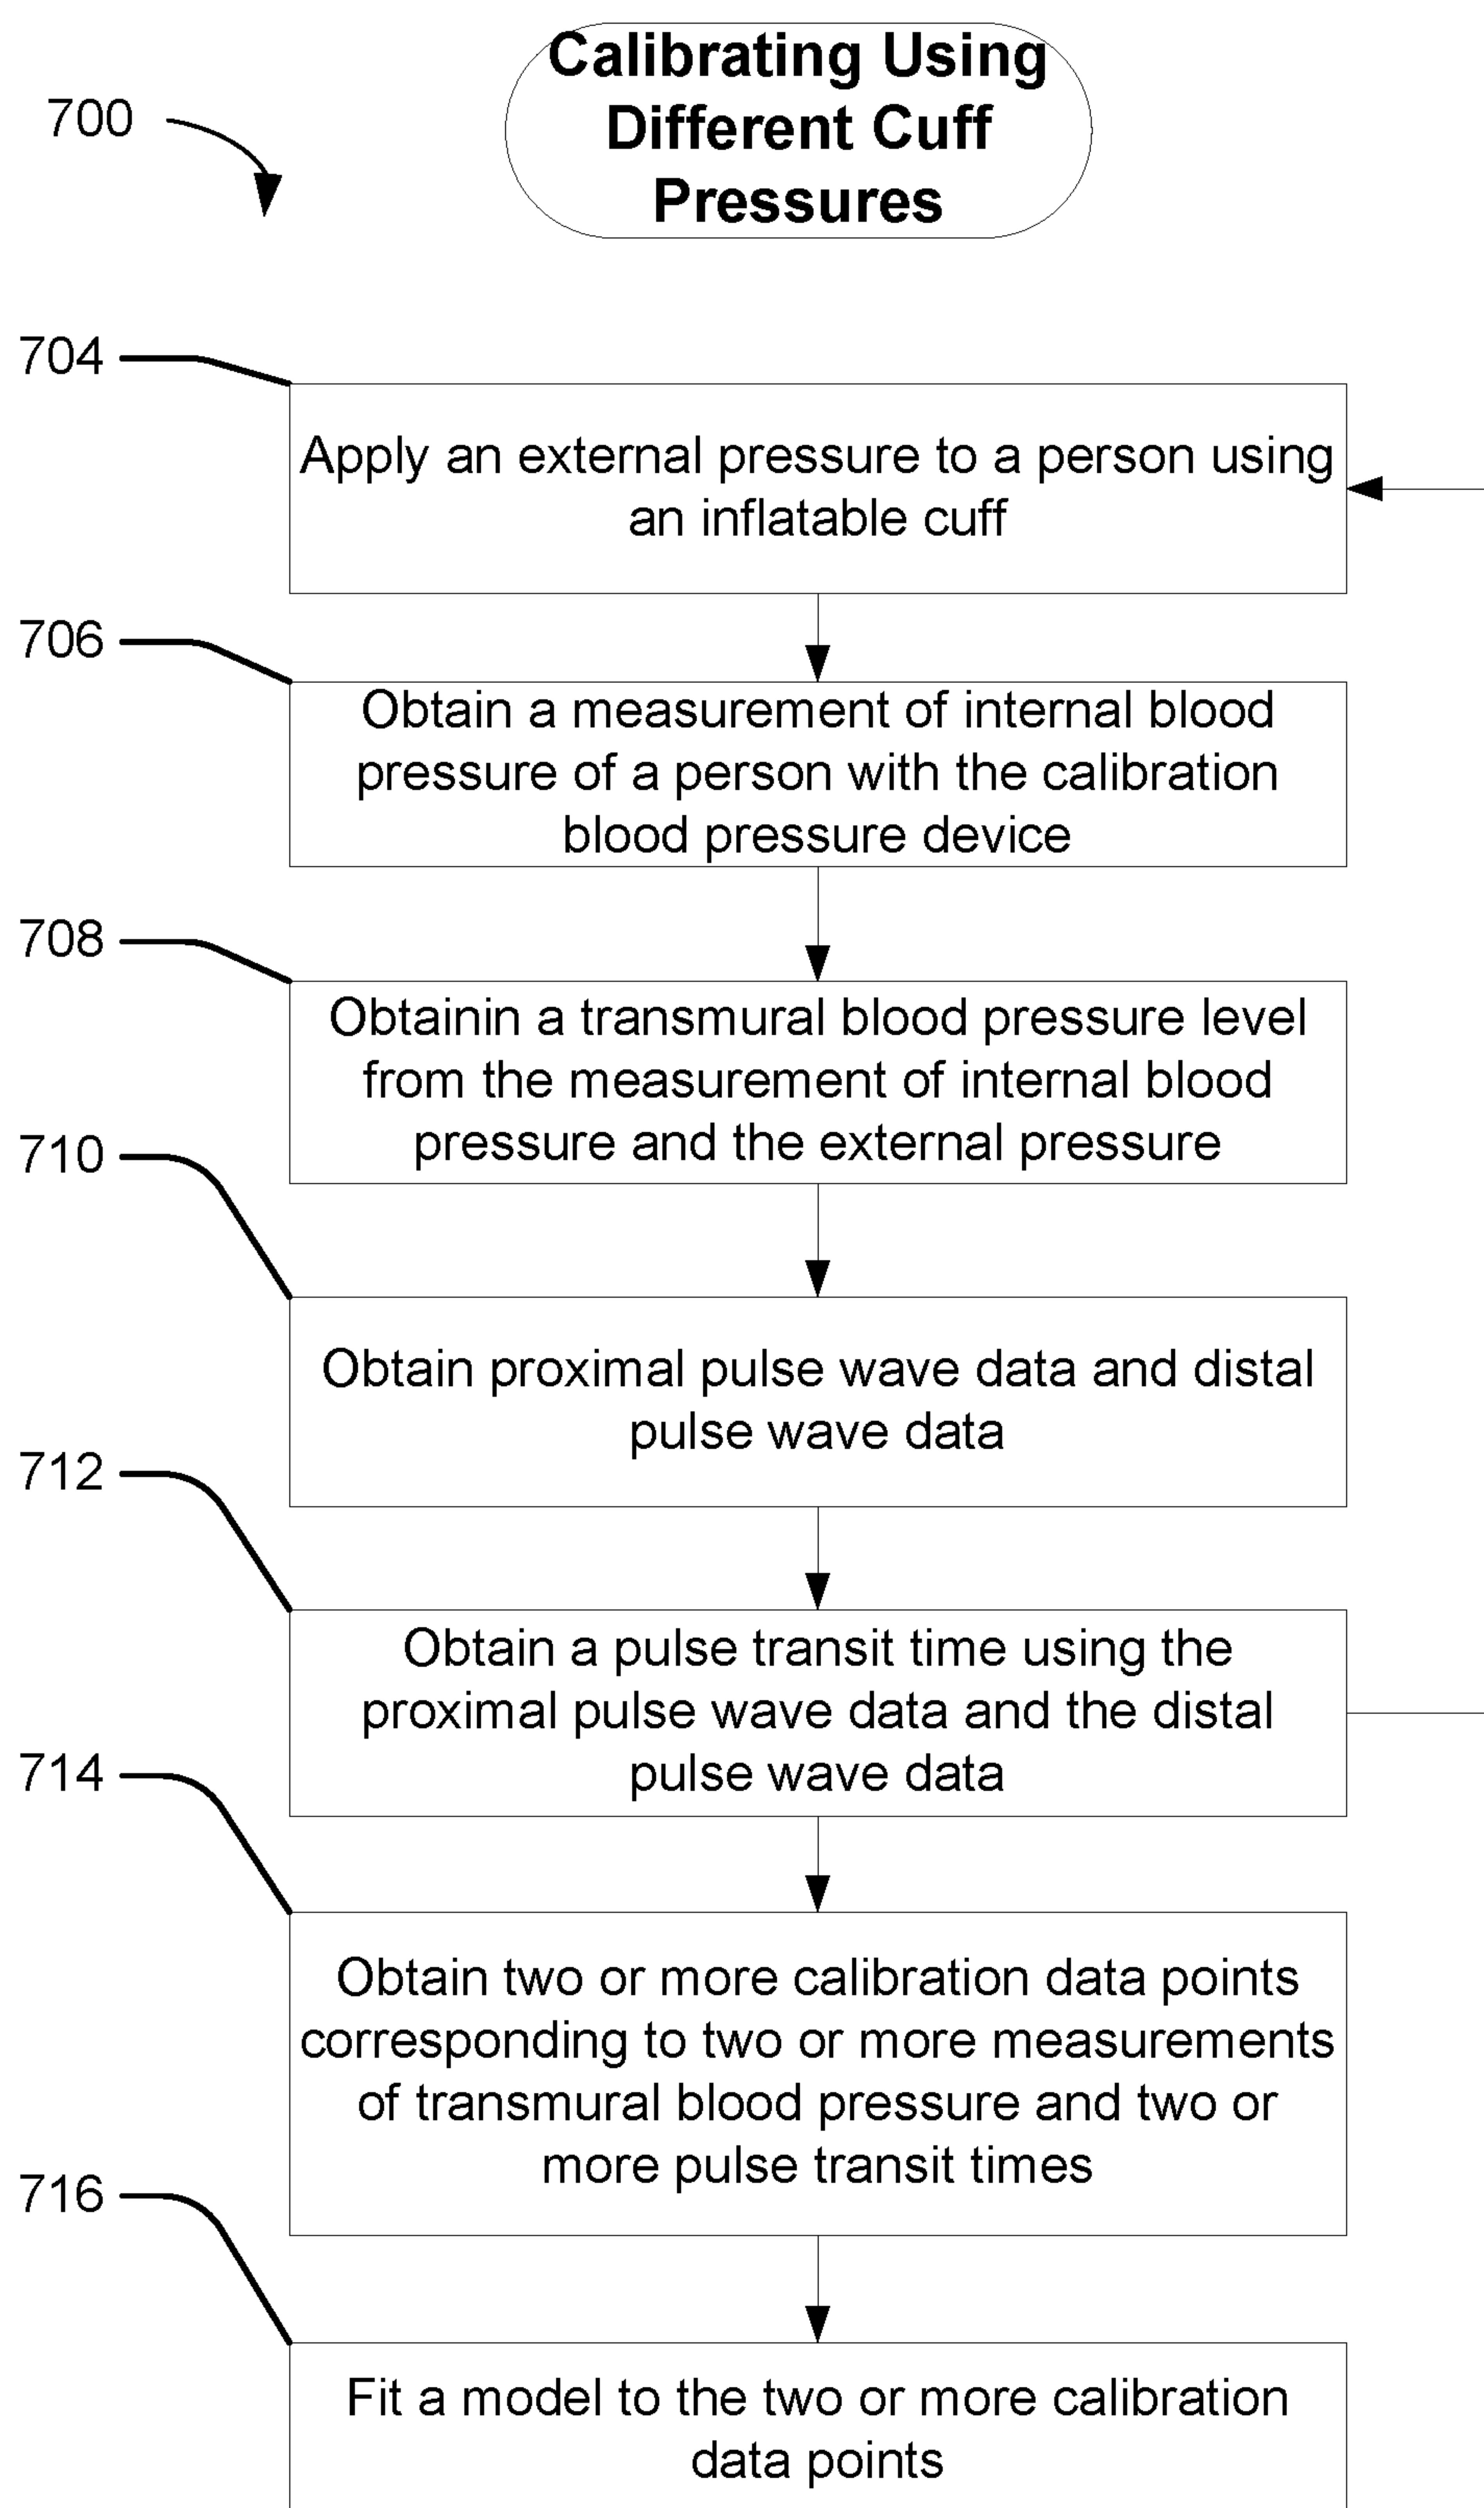 Calibrating Using
Different Cuff
Pressures
700
704
Apply an external pressure to a person using
an inflatable cuff
706
Obtain a measurement of internal blood
pressure of a person with the calibration
blood pressure device
708
Obtainin a transmural blood pressure level
from the measurement of internal blood
pressure and the external pressure
710
Obtain proximal pulse wave data and distal
pulse wave data
712
Obtain a pulse transit time using the
proximal pulse wave data and the distal
pulse wave data
714
Obtain two or more calibration data points
corresponding to two or more measurements
of transmural blood pressure and two or
more pulse transit times
716
Fit a model to the two or more calibration
data points